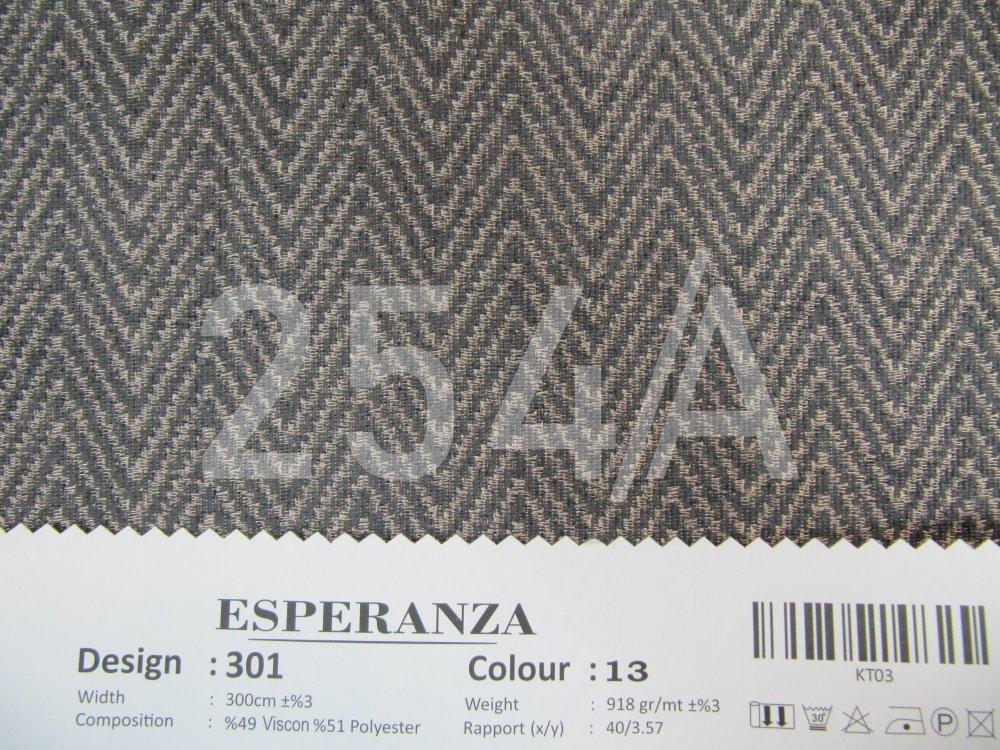 254/A
ESPERANZA
Design : 301 Colour : 13
Width : 300cm ±%3 Weight : 918 gr/mt ±%3
Composition : %49 Viscon %51 Polyester Rapport (x/y) : 40/3.57
KT03
30°
P